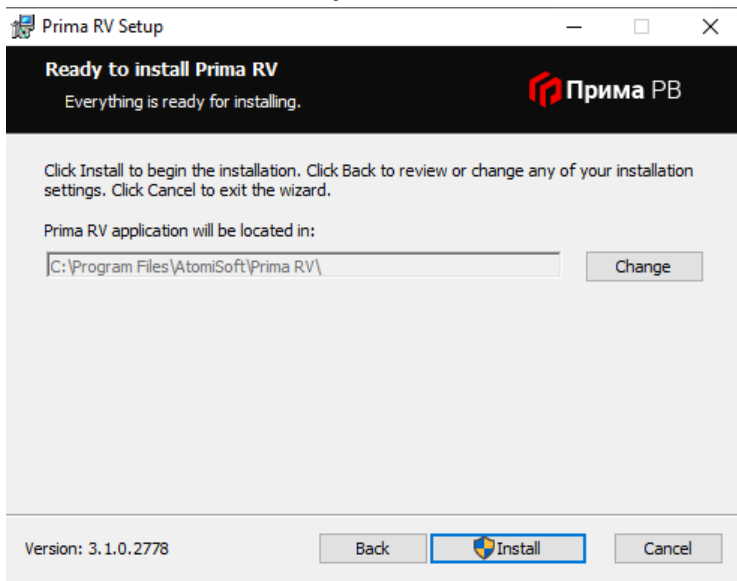 Prima RV Setup
Ready to install Prima RV
Everything is ready for installing.
Прима РВ
Click Install to begin the installation. Click Back to review or change any of your installation
settings. Click Cancel to exit the wizard.
Prima RV application will be located in:
C:\Program Files\AtomiSoft\Prima RV\
Change
Version: 3.1.0.2778
Back
Install
Cancel